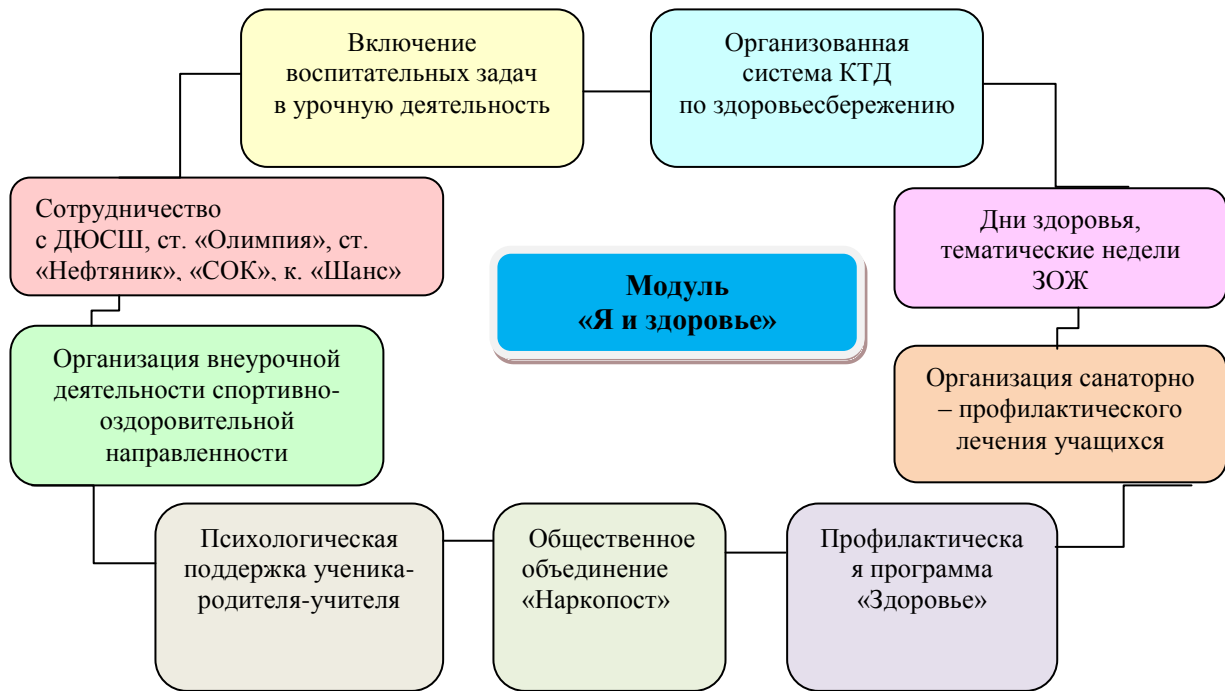 Включение
воспитательных задач
в урочную деятельность
Организованная
система КТД
по здоровьесбережению
Сотрудничество
с ДЮСШ, ст. «Олимпия», ст.
«Нефтяник», «СОК», к. «Шанс»
Дни здоровья,
тематические недели
ЗОЖ
Модуль
«Я и здоровье»
Организация внеурочной
деятельности спортивно-
оздоровительной
направленности
Организация санаторно
– профилактического
лечения учащихся
Психологическая
поддержка ученика-
родителя-учителя
Общественное
объединение
«Наркопост»
Профилактическа
я программа
«Здоровье»